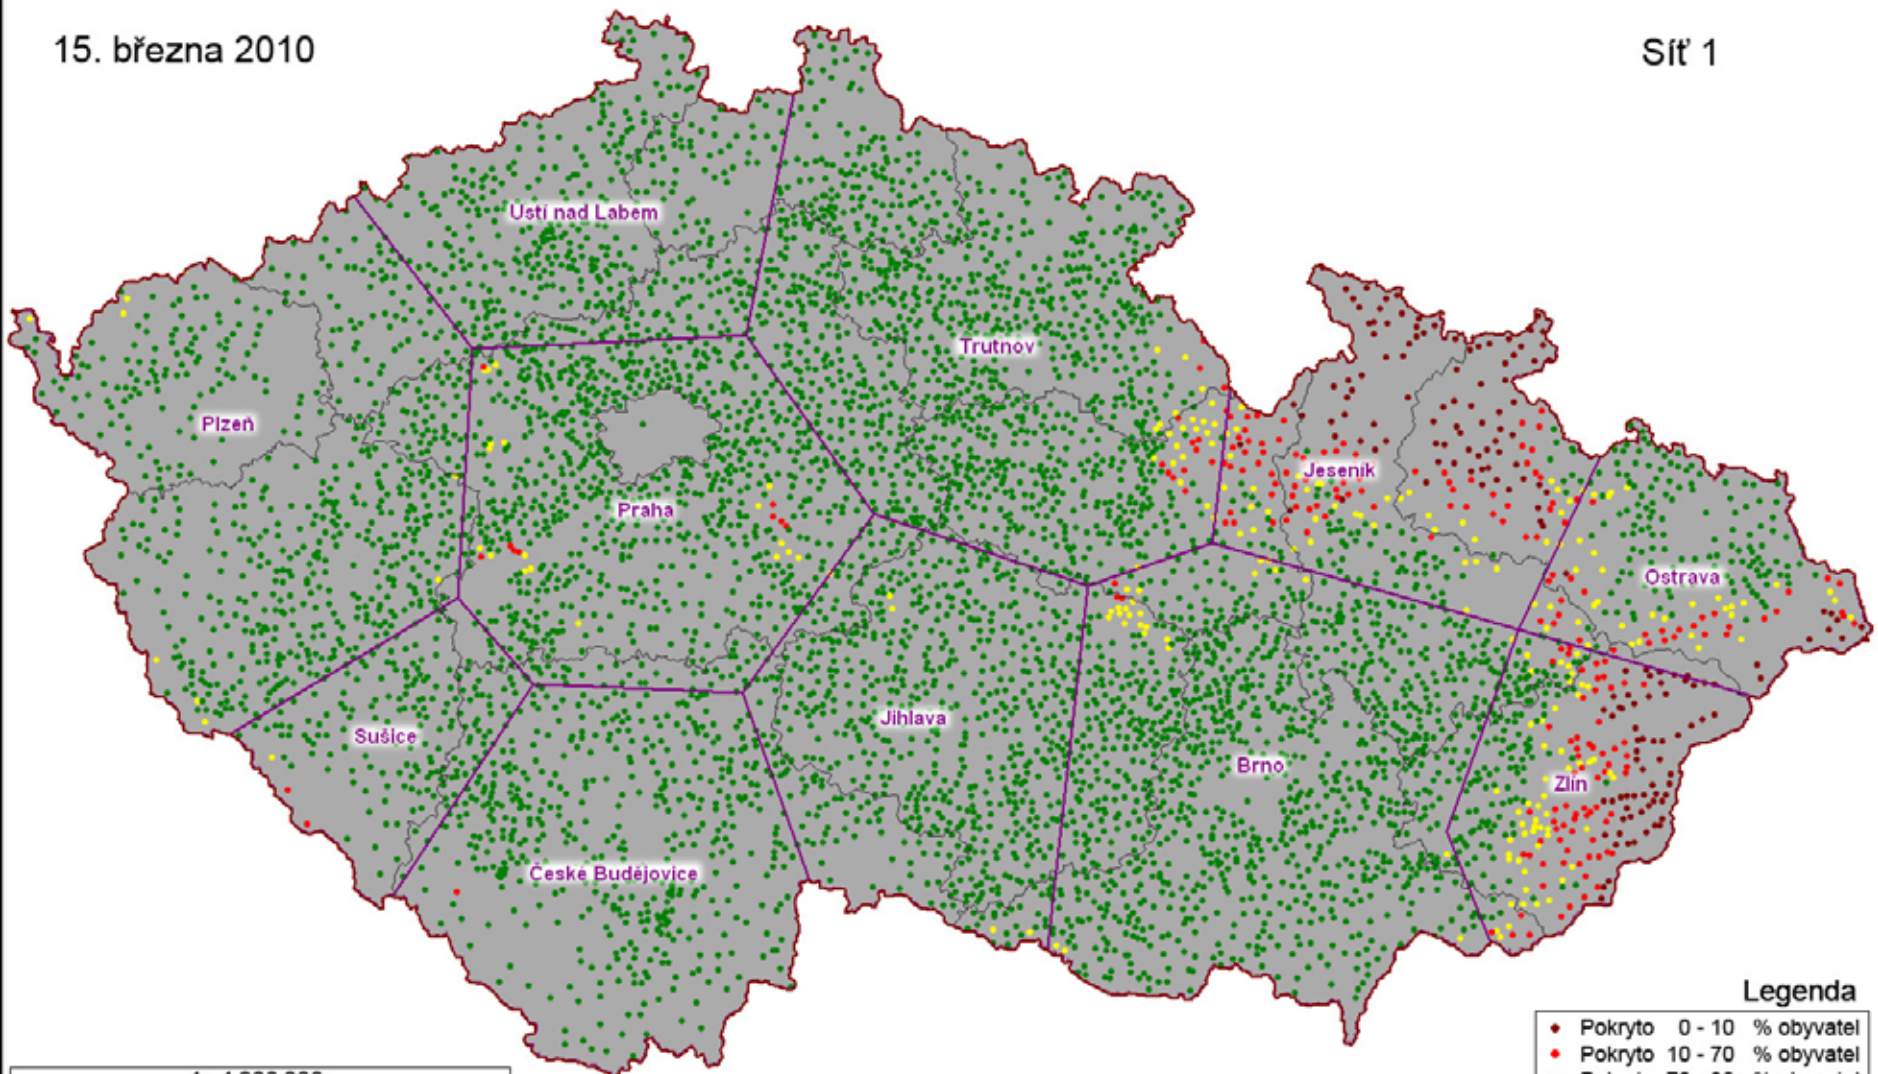 15. března 2010
Síť 1
Ústí nad Labem
Trutnov
Plzeň
Jeseník
Praha
Ostrava
Jihlava
Sušice
Brno
Zlín
České Budějovice
Legenda
Pokryto 0 - 10 % obyvatel
Pokryto 10 - 70 % obyvatel